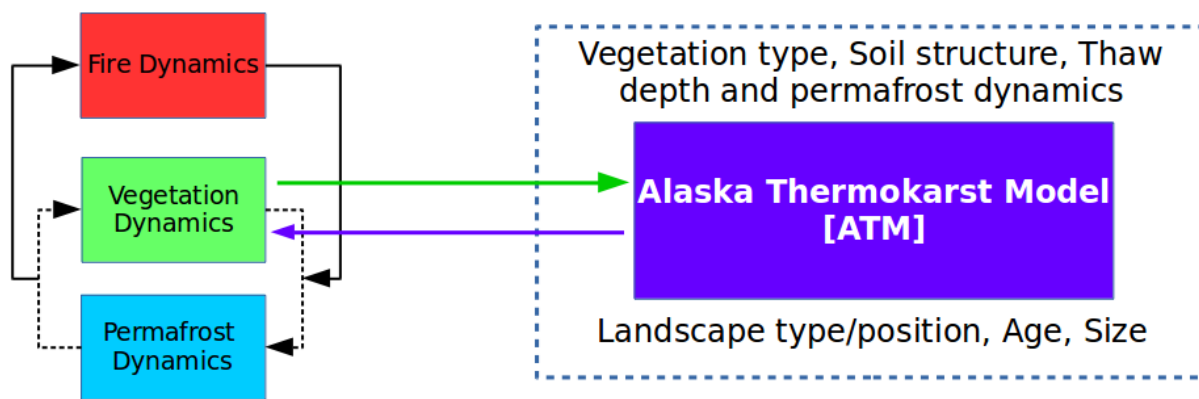 Fire Dynamics
Vegetation
Dynamics
Permafrost
Dynamics
Vegetation type, Soil structure, Thaw
depth and permafrost dynamics
Alaska Thermokarst Model
[ATM]
Landscape type/position, Age, Size